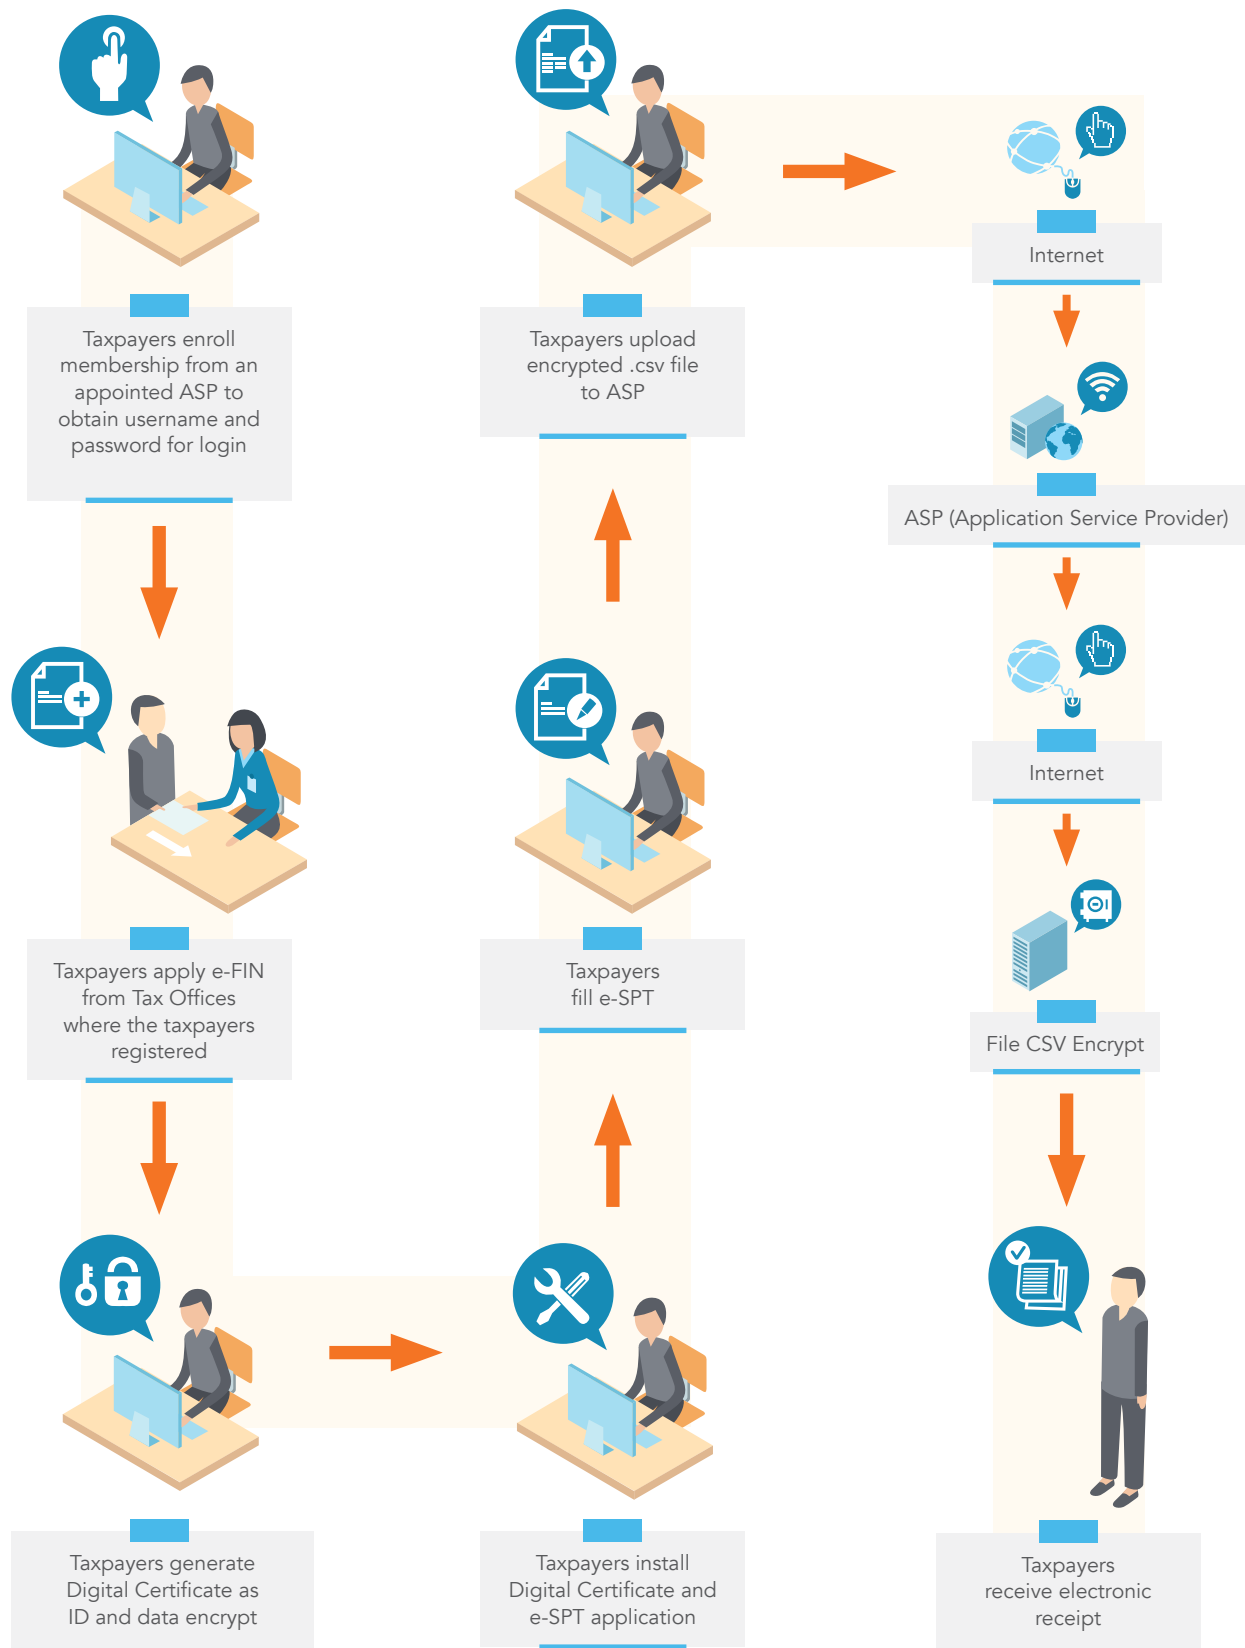 Taxpayers enroll
membership from an
appointed ASP to
obtain username and
password for login
Taxpayers apply e-FIN
from Tax Offices
where the taxpayers
registered
Taxpayers generate
Digital Certificate as
ID and data encrypt
Taxpayers install
Digital Certificate and
e-SPT application
Taxpayers
fill e-SPT
Taxpayers upload
encrypted .csv file
to ASP
Internet
ASP (Application Service Provider)
Internet
File CSV Encrypt
Taxpayers
receive electronic
receipt